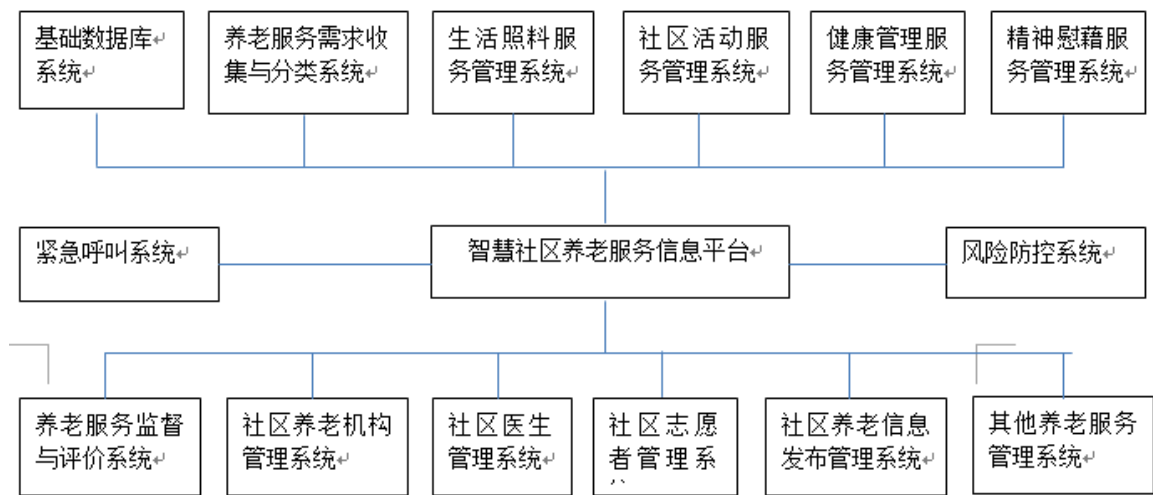 基础数据库
系统
养老服务需求收
集与分类系统
生活照料服
务管理系统
社区活动服
务管理系统
健康管理服
务管理系统
精神慰藉服
务管理系统
紧急呼叫系统
智慧社区养老服务信息平台
风险防控系统
养老服务监督
与评价系统
社区养老机构
管理系统
社区医生
管理系统
社区志愿
者管理系
社区养老信息
发布管理系统
其他养老服务
管理系统